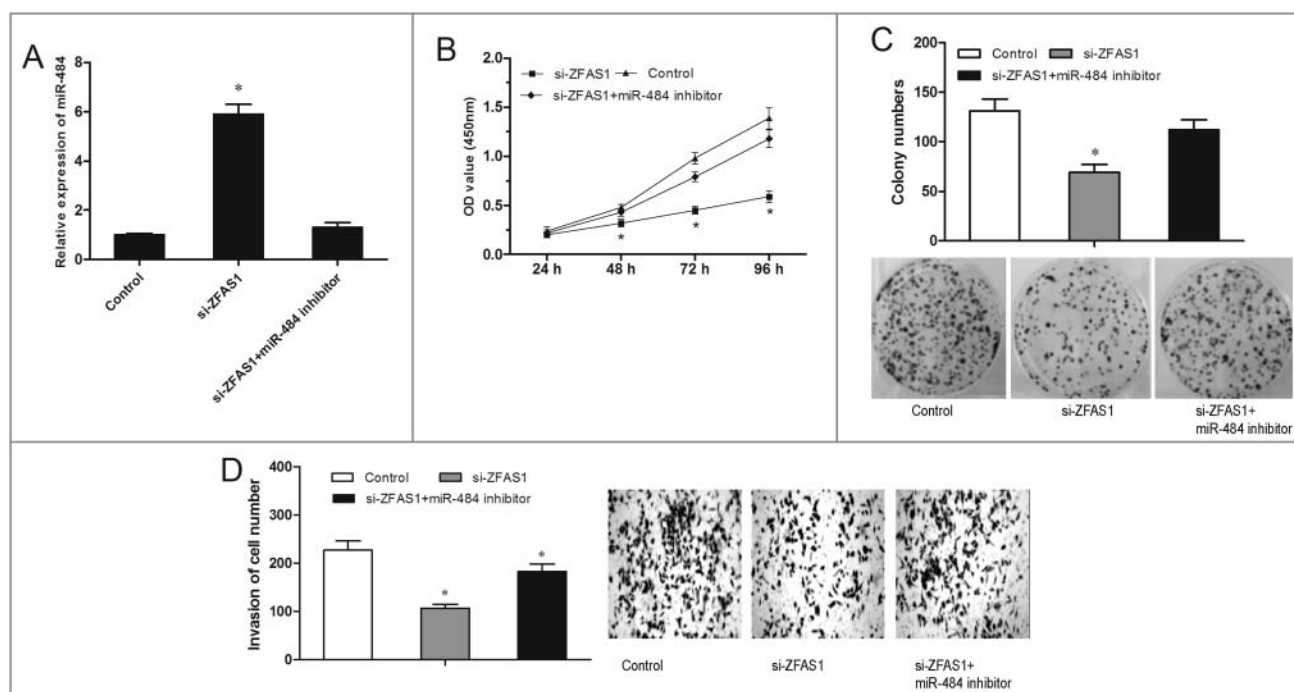 A
Relative expression of miR-484
8
6
4
2
0
*
Control
si-ZFAS1
si-ZFAS1+miR-484 inhibitor
B
OD value (450nm)
2.0
1.5
1.0
0.5
0.0
si-ZFAS1 Control
si-ZFAS1+miR-484 inhibitor
*
*
*
24 h 48 h 72 h 96 h
C
Control si-ZFAS1
si-ZFAS1+miR-484 inhibitor
Colony numbers
200
150
100
50
0
*
Control si-ZFAS1 si-ZFAS1+
miR-484 inhibitor
D
Invasion of cell number
400
300
200
100
0
Control si-ZFAS1
si-ZFAS1+miR-484 inhibitor
*
*
Control si-ZFAS1 si-ZFAS1+
miR-484 inhibitor